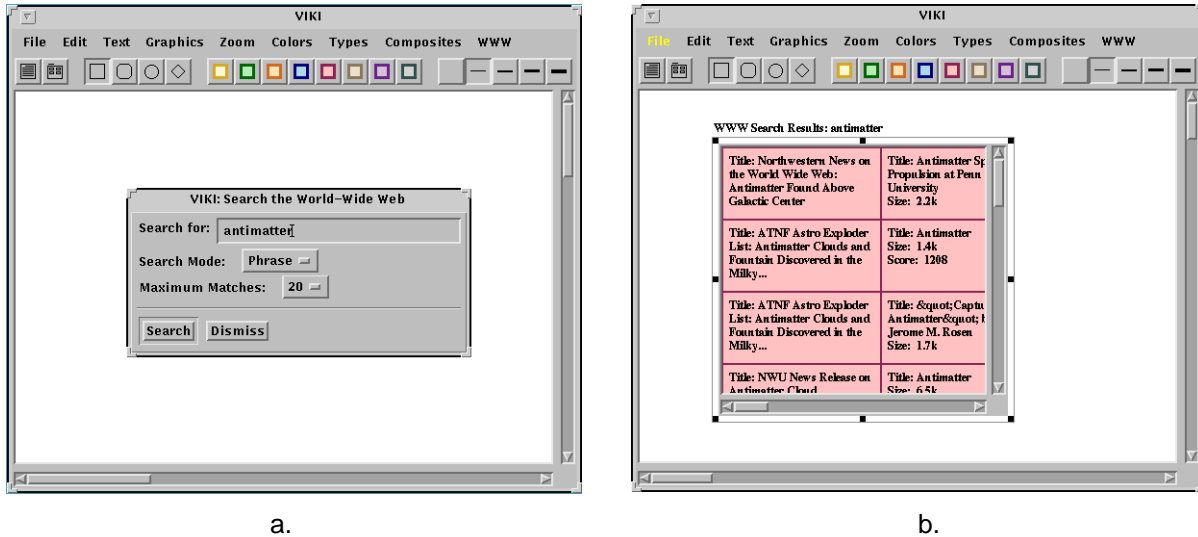 VIKI
File Edit Text Graphics Zoom Colors Types Composites WWW
VIKI: Search the World-Wide Web
Search for: antimatter
Search Mode: Phrase
Maximum Matches: 20
Search Dismiss
a.
VIKI
File Edit Text Graphics Zoom Colors Types Composites WWW
WWW Search Results: antimatter
Title: Northwestern News on
the World Wide Web:
Antimatter Found Above
Galactic Center
Title: Antimatter Sp
Propulsion at Penn
University
Size: 2.2k
Title: ATNF Astro Exploder
List: Antimatter Clouds and
Fountain Discovered in the
Milky...
Title: Antimatter
Size: 1.4k
Score: 1208
Title: ATNF Astro Exploder
List: Antimatter Clouds and
Fountain Discovered in the
Milky...
Title: &quot;Captu
Antimatter&quot; b
Jerome M. Rosen
Size: 1.7k
Title: NWU News Release on
Antimatter Cloud
Title: Antimatter
Size: 6.5k
b.